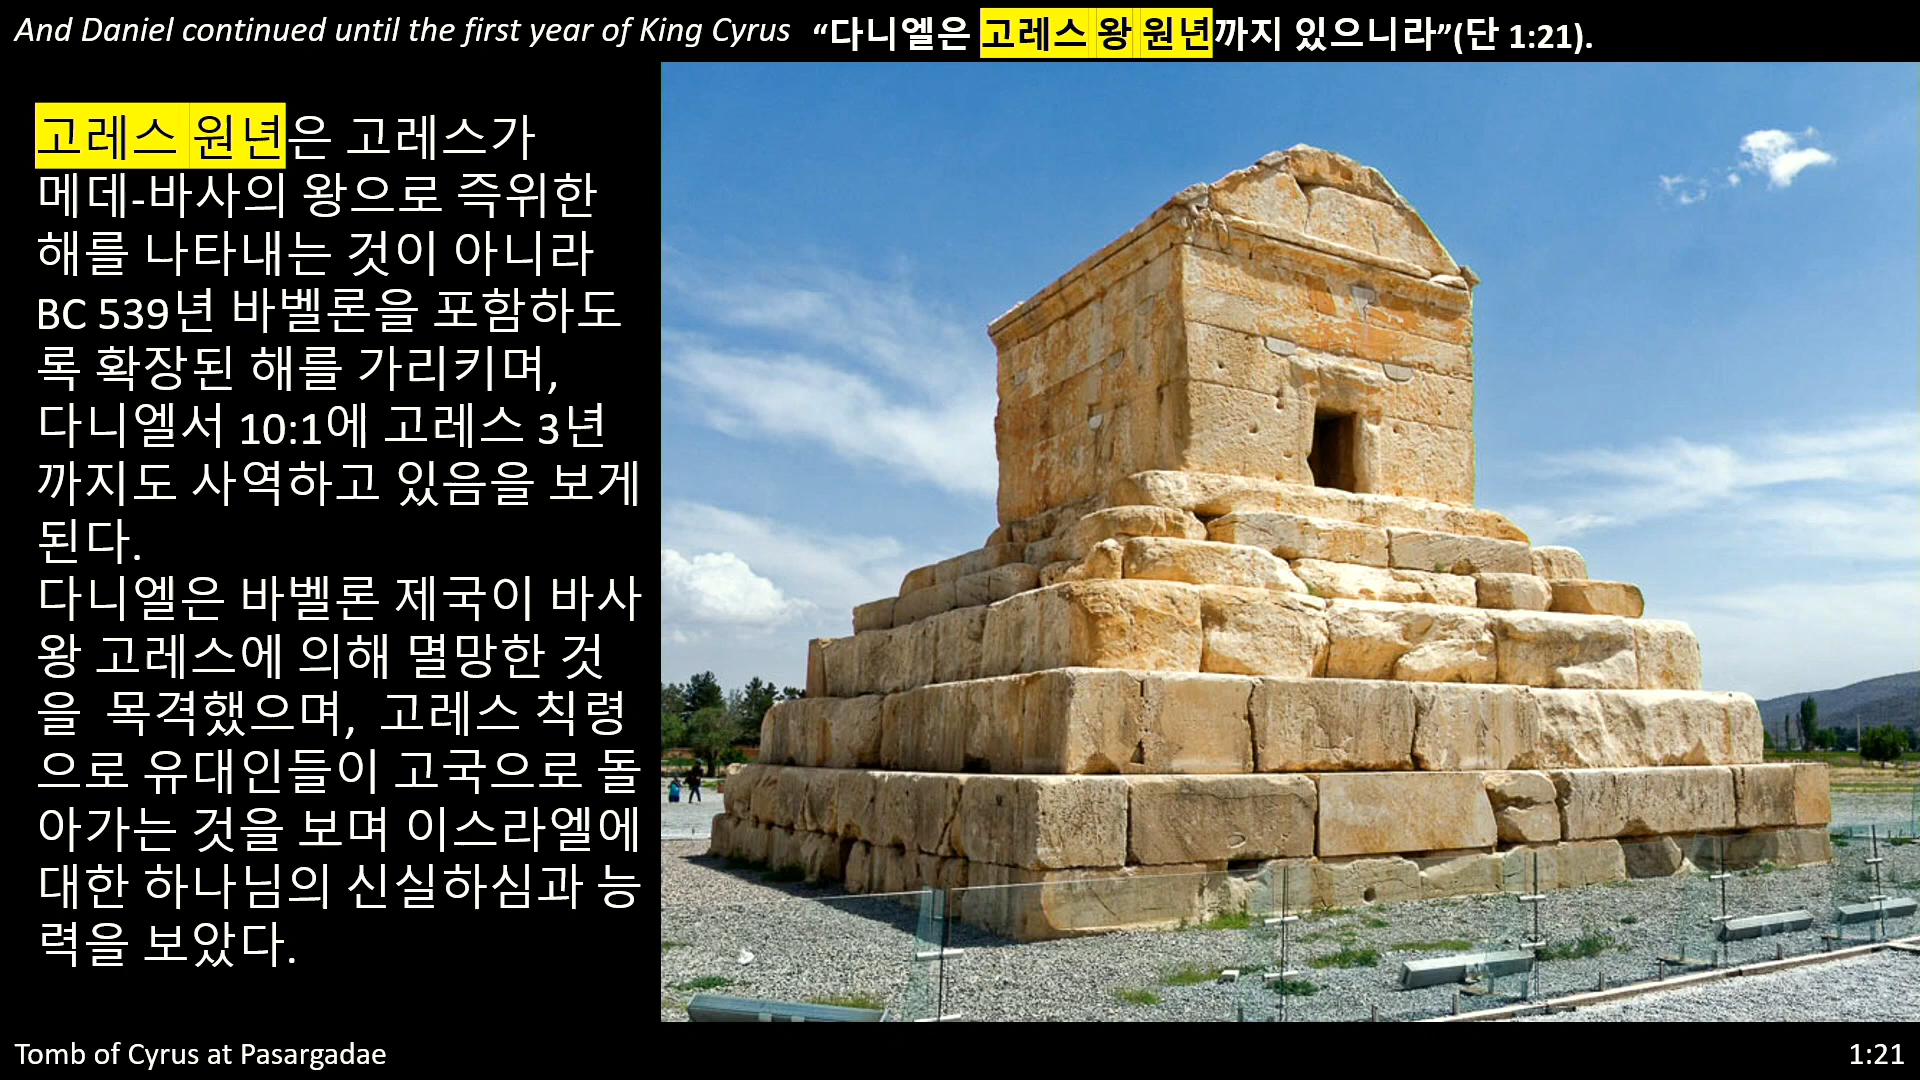 And Daniel continued until the first year of King Cyrus “다니엘은 고레스 왕 원년까지 있으니라”(단 1:21).
고레스 원년은 고레스가
메데-바사의 왕으로 즉위한
해를 나타내는 것이 아니라
BC 539년 바벨론을 포함하도
록 확장된 해를 가리키며,
다니엘서 10:1에 고레스 3년
까지도 사역하고 있음을 보게
된다.
다니엘은 바벨론 제국이 바사
왕 고레스에 의해 멸망한 것
을 목격했으며, 고레스 칙령
으로 유대인들이 고국으로 돌
아가는 것을 보며 이스라엘에
대한 하나님의 신실하심과 능
력을 보았다.
Tomb of Cyrus at Pasargadae
1:21